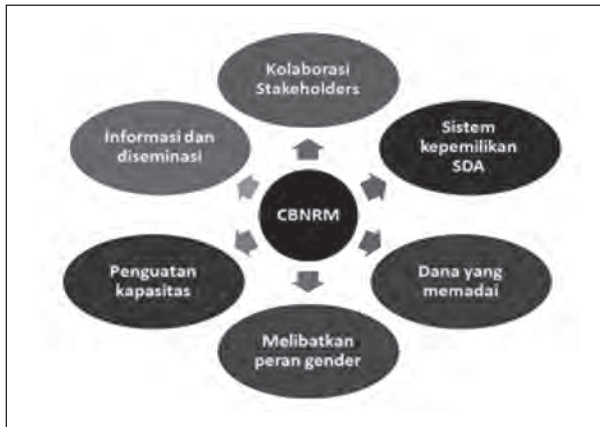 Kolaborasi
Stakeholders
Sistem
kepemilikan
SDA
Dana yang
memadai
Melibatkan
peran gender
Penguatan
kapasitas
Informasi dan
diseminasi
CBNRM